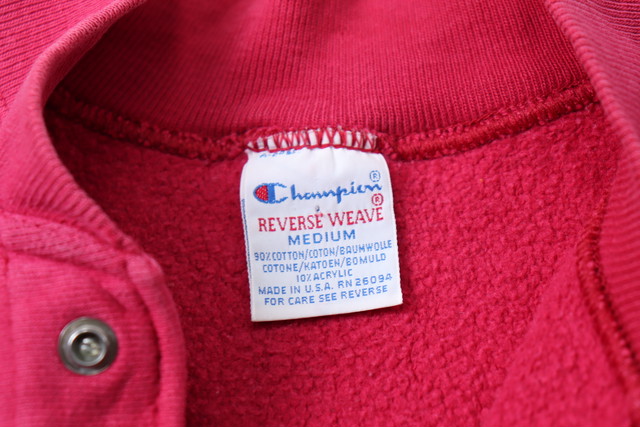 Champion®
REVERSE WEAVE®
MEDIUM
90% COTTON/COTON/BAUMWOLLE
COTONE/KATOEN/BOMULD
10% ACRYLIC
MADE IN U.S.A. RN 26094
FOR CARE SEE REVERSE